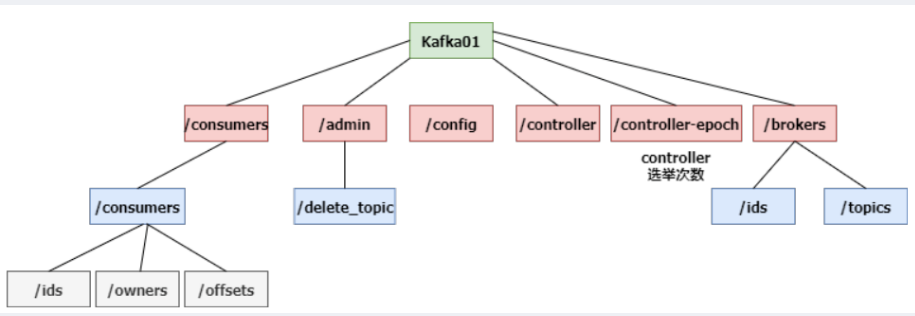 Kafka01
/consumers
/admin
/config
/controller
/controller-epoch
/brokers
controller
选举次数
/consumers
/delete_topic
/ids
/topics
/ids
/owners
/offsets